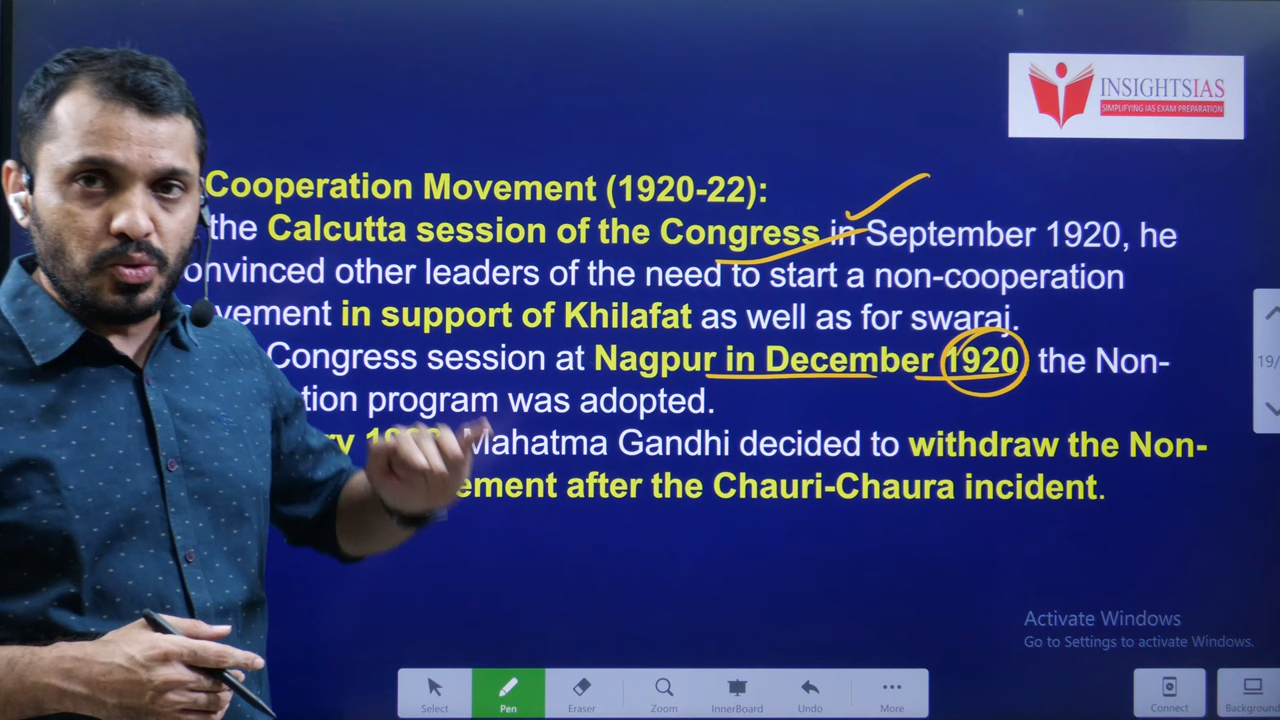 INSIGHTSIAS
SIMPLIFYING IAS EXAM PREPARATION
Cooperation Movement (1920-22):
the Calcutta session of the Congress in September 1920, he
onvinced other leaders of the need to start a non-cooperation
vement in support of Khilafat as well as for swaraj.
Congress session at Nagpur in December 1920 the Non-
tion program was adopted.
ry Mahatma Gandhi decided to withdraw the Non-
ement after the Chauri-Chaura incident.
19/
Activate Windows
Go to Settings to activate Windows.
Select Pen Eraser Zoom InnerBoard Undo More Connect Background